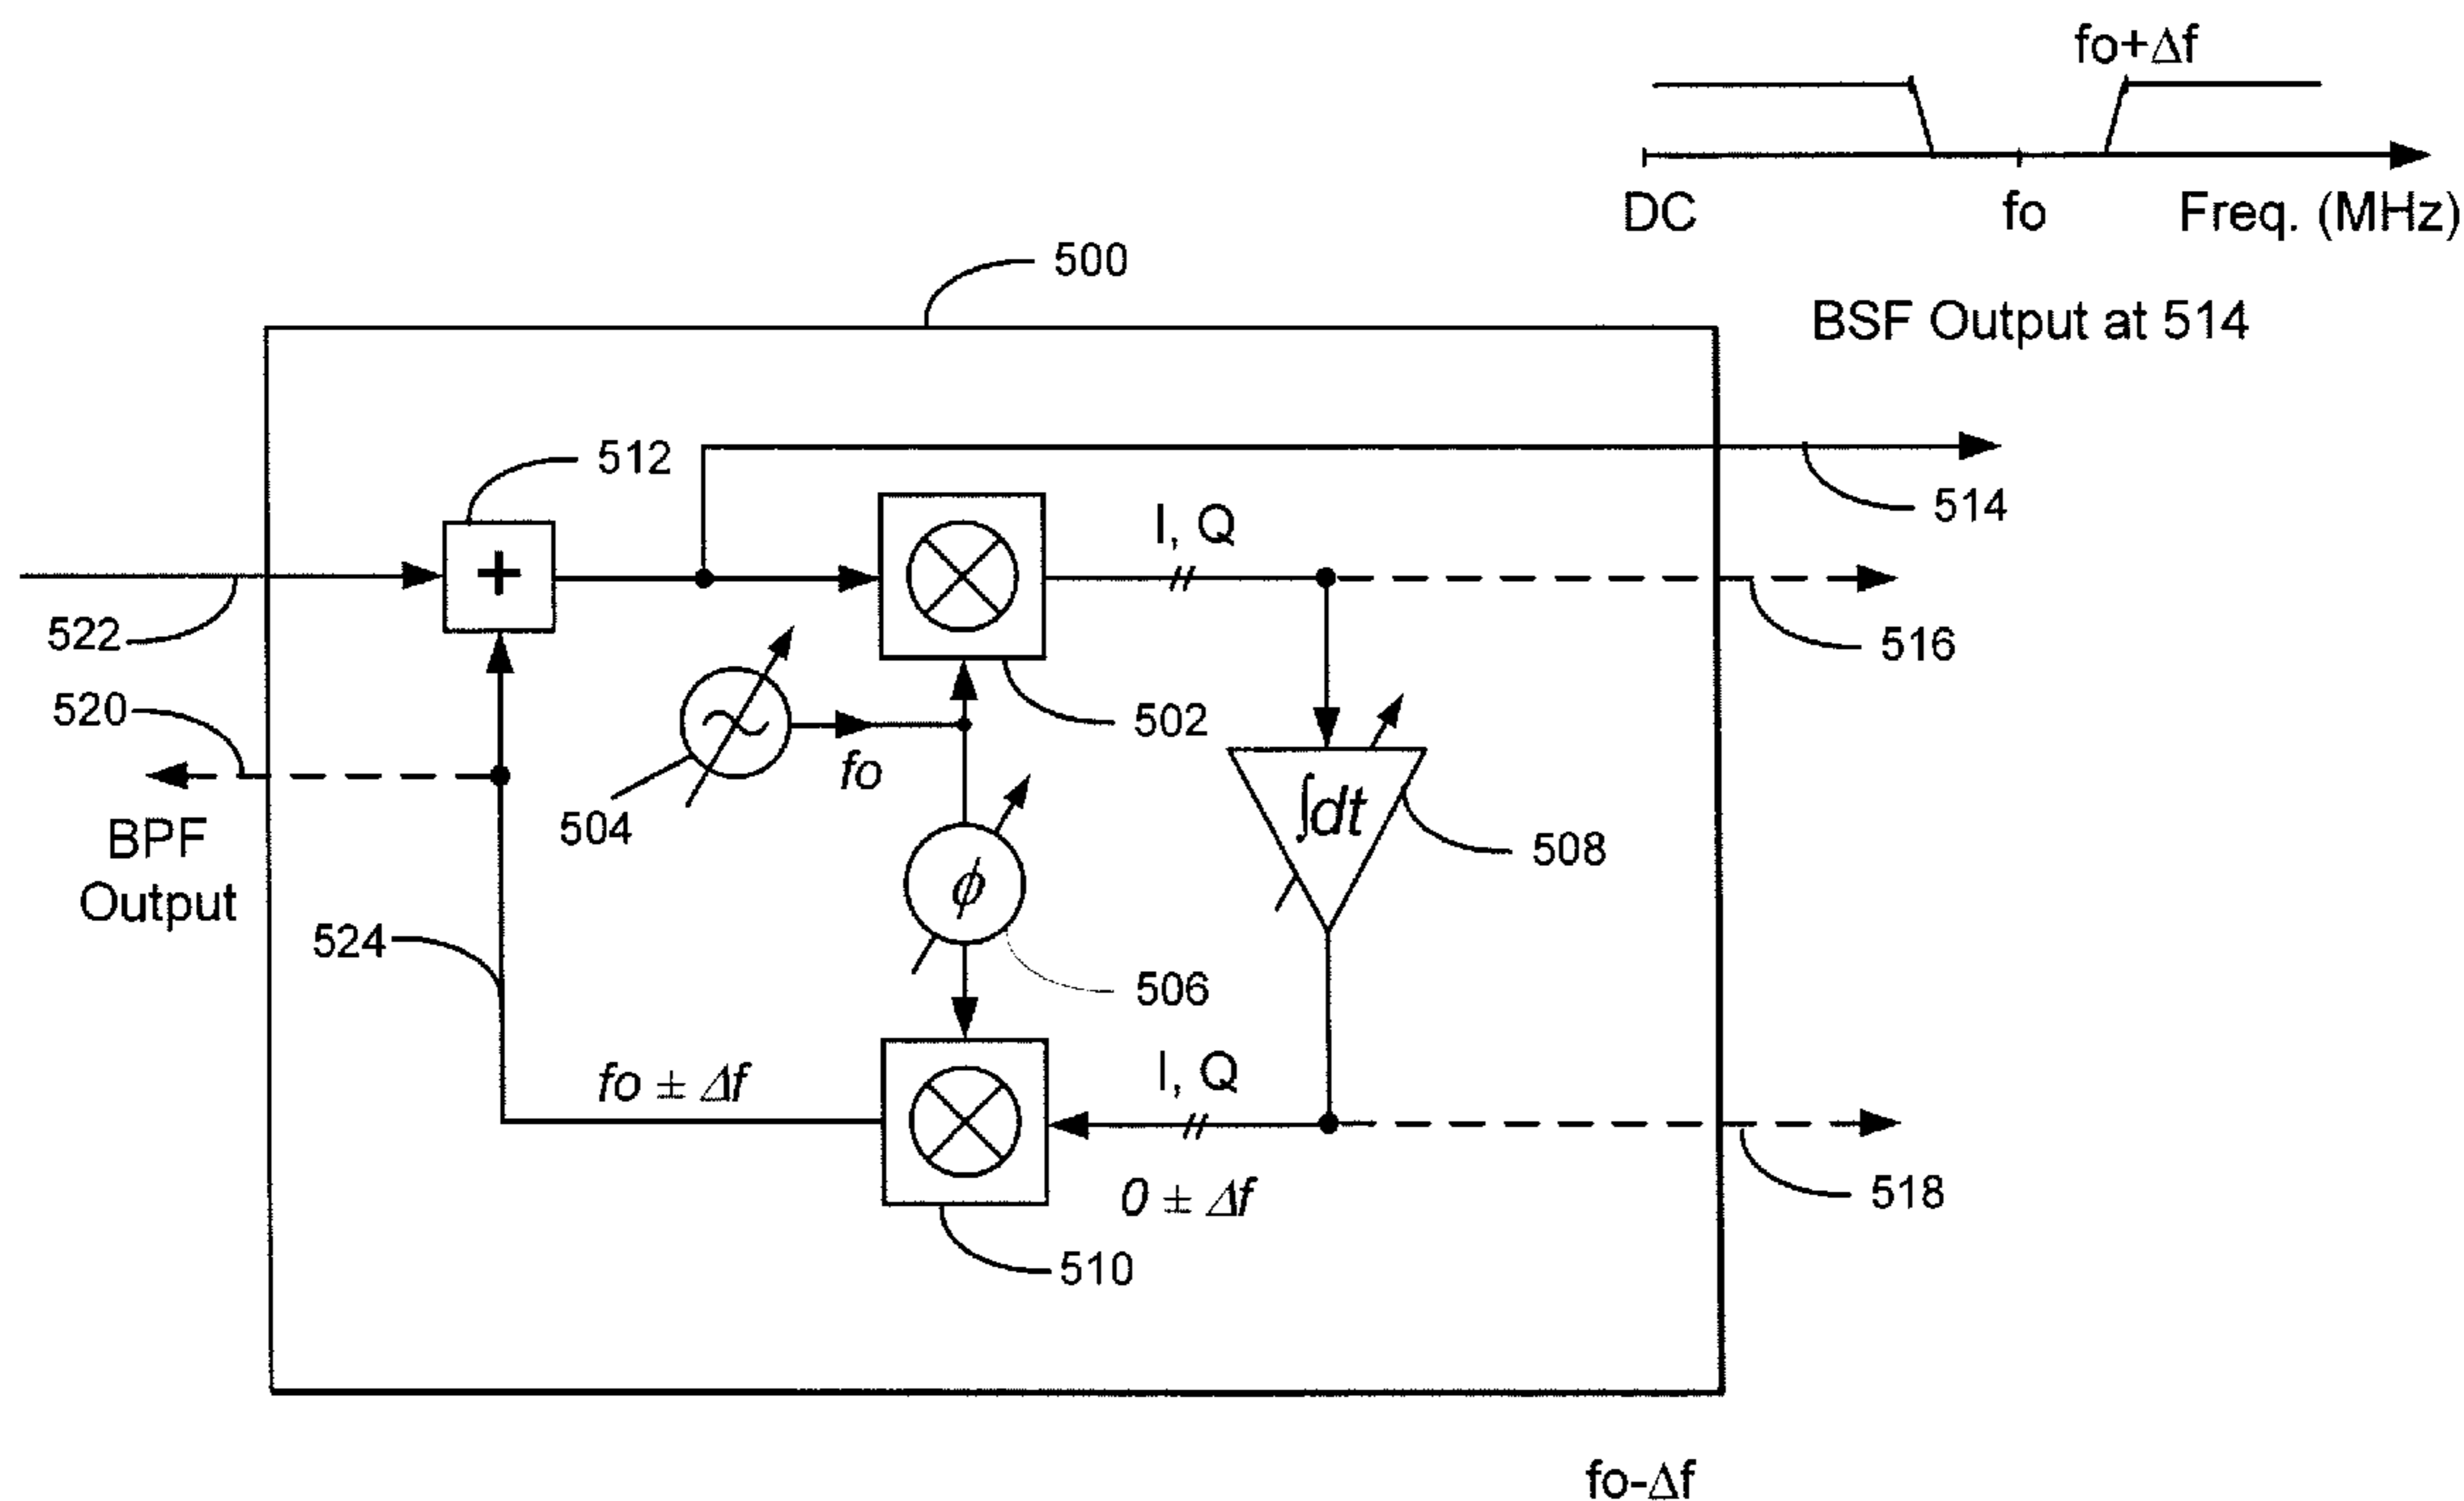 fo+Δf
DC
fo
Freq. (MHz)
500
BSF Output at 514
512
+
I, Q
514
522
516
520
502
fo
504
∫dt
508
BPF
Output
ϕ
524
506
fo ± Δf
I, Q
0 ± Δf
518
510
fo-Δf